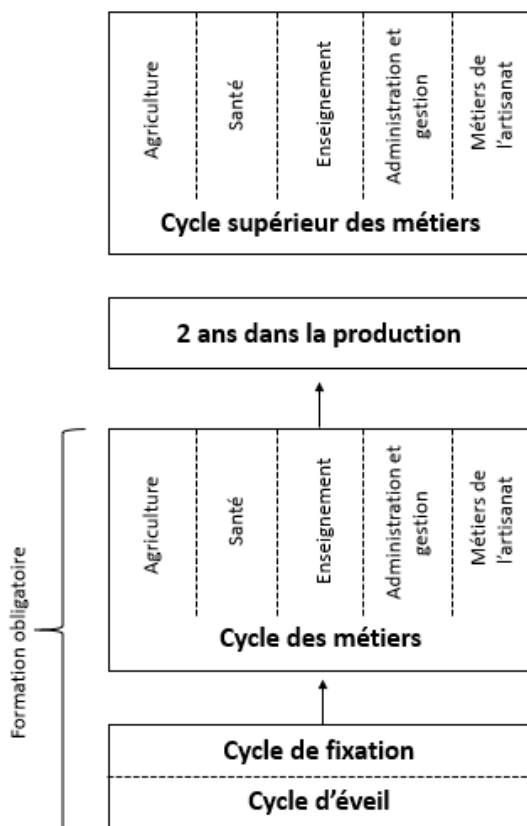 Agriculture
Santé
Enseignement
Administration et
gestion
Métiers de
l'artisanat
Cycle supérieur des métiers
2 ans dans la production
Formation obligatoire
Agriculture
Santé
Enseignement
Administration et
gestion
Métiers de
l'artisanat
Cycle des métiers
Cycle de fixation
Cycle d'éveil